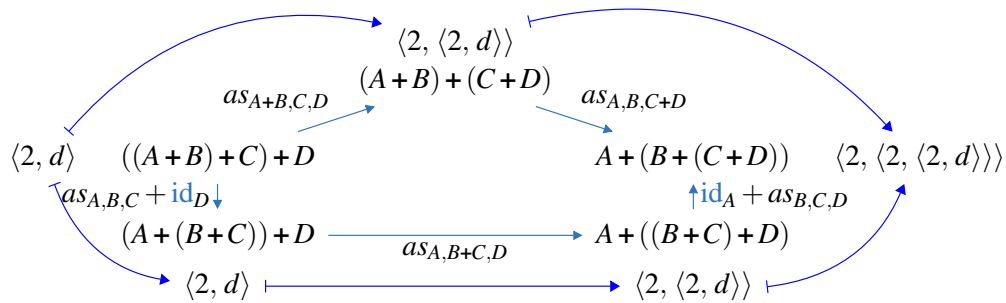 ⟨2, ⟨2, d⟩⟩
(A+B)+(C+D)
as_{A+B,C,D} as_{A,B,C+D}
⟨2, d⟩ ((A+B)+C)+D A+(B+(C+D)) ⟨2, ⟨2, ⟨2, d⟩⟩⟩
as_{A,B,C} + id_D id_A + as_{B,C,D}
(A+(B+C))+D A+((B+C)+D)
as_{A,B+C,D}
⟨2, d⟩ ⟨2, ⟨2, d⟩⟩